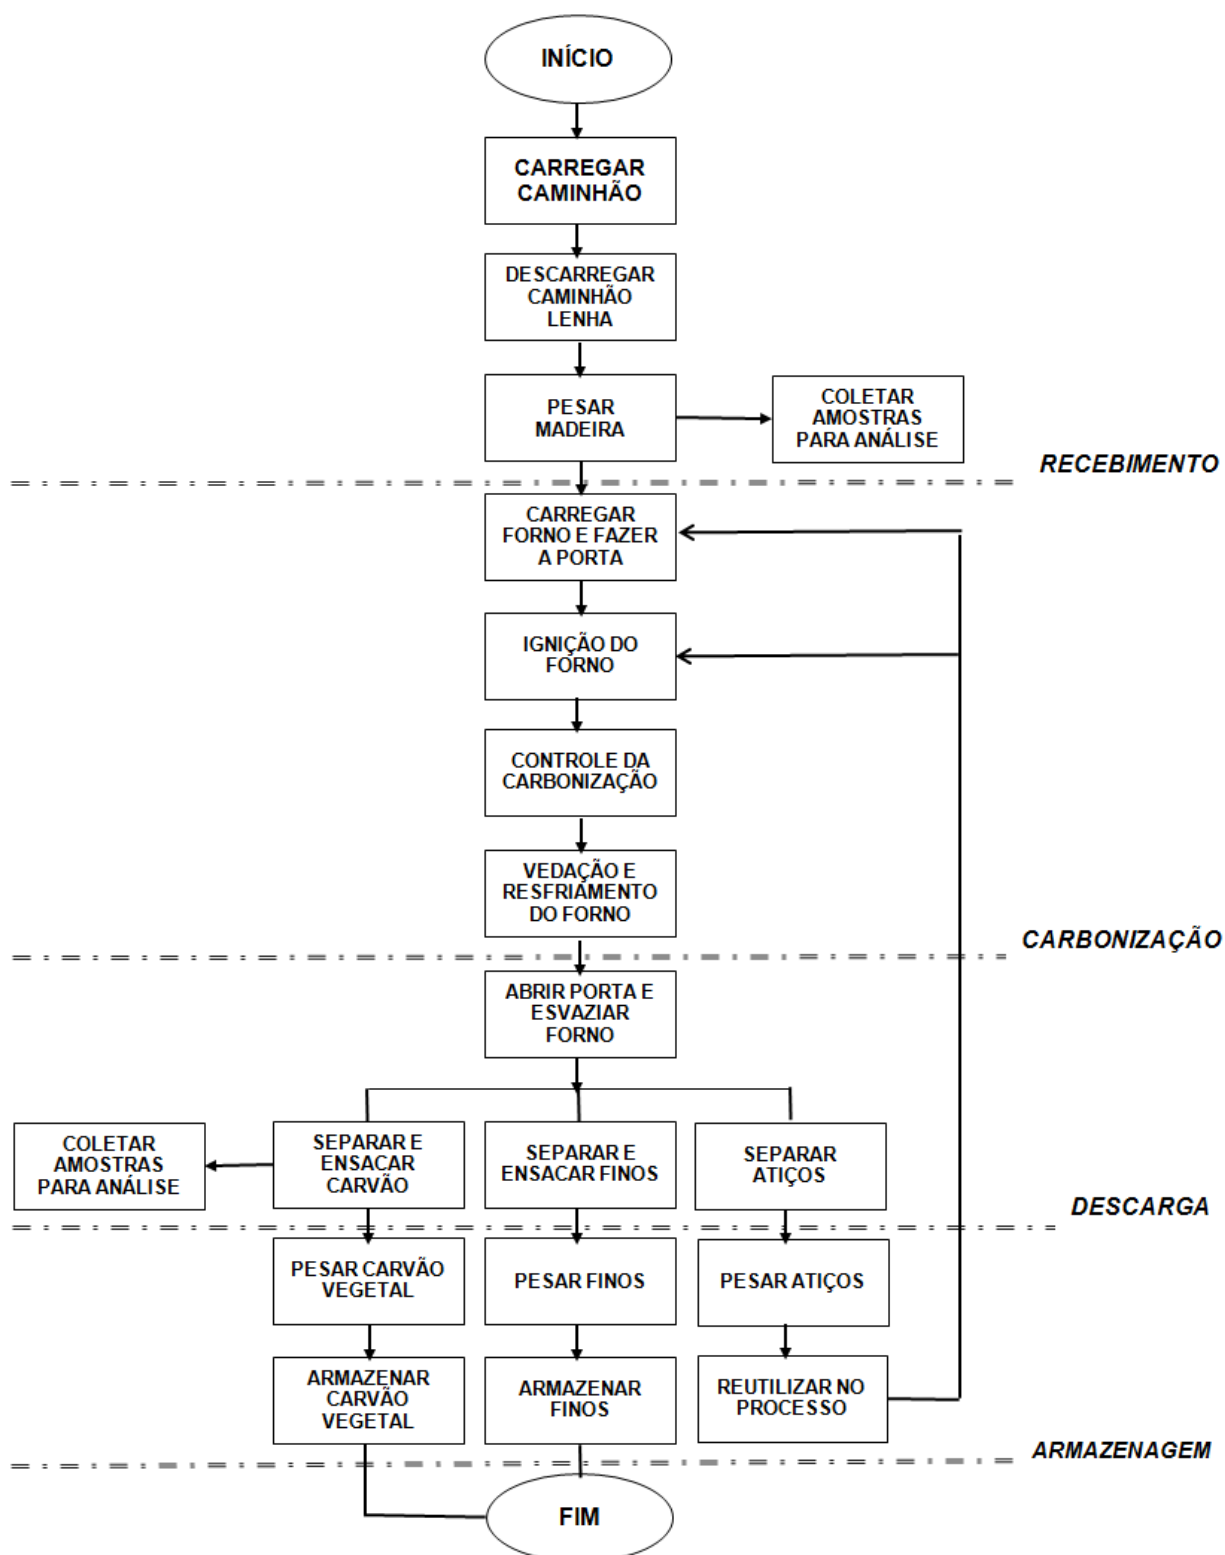 INÍCIO
CARREGAR
CAMINHÃO
DESCARREGAR
CAMINHÃO
LENHA
PESAR
MADEIRA
COLETAR
AMOSTRAS
PARA ANÁLISE
RECEBIMENTO
CARREGAR
FORNO E FAZER
A PORTA
IGNIÇÃO DO
FORNO
CONTROLE DA
CARBONIZAÇÃO
VEDAÇÃO E
RESFRIAMENTO
DO FORNO
CARBONIZAÇÃO
ABRIR PORTA E
ESVAZIAR
FORNO
COLETAR
AMOSTRAS
PARA ANÁLISE
SEPARAR E
ENSACAR
CARVÃO
SEPARAR E
ENSACAR FINOS
SEPARAR
ATIÇOS
DESCARGA
PESAR CARVÃO
VEGETAL
PESAR FINOS
PESAR ATIÇOS
ARMAZENAR
CARVÃO
VEGETAL
ARMAZENAR
FINOS
REUTILIZAR NO
PROCESSO
ARMAZENAGEM
FIM